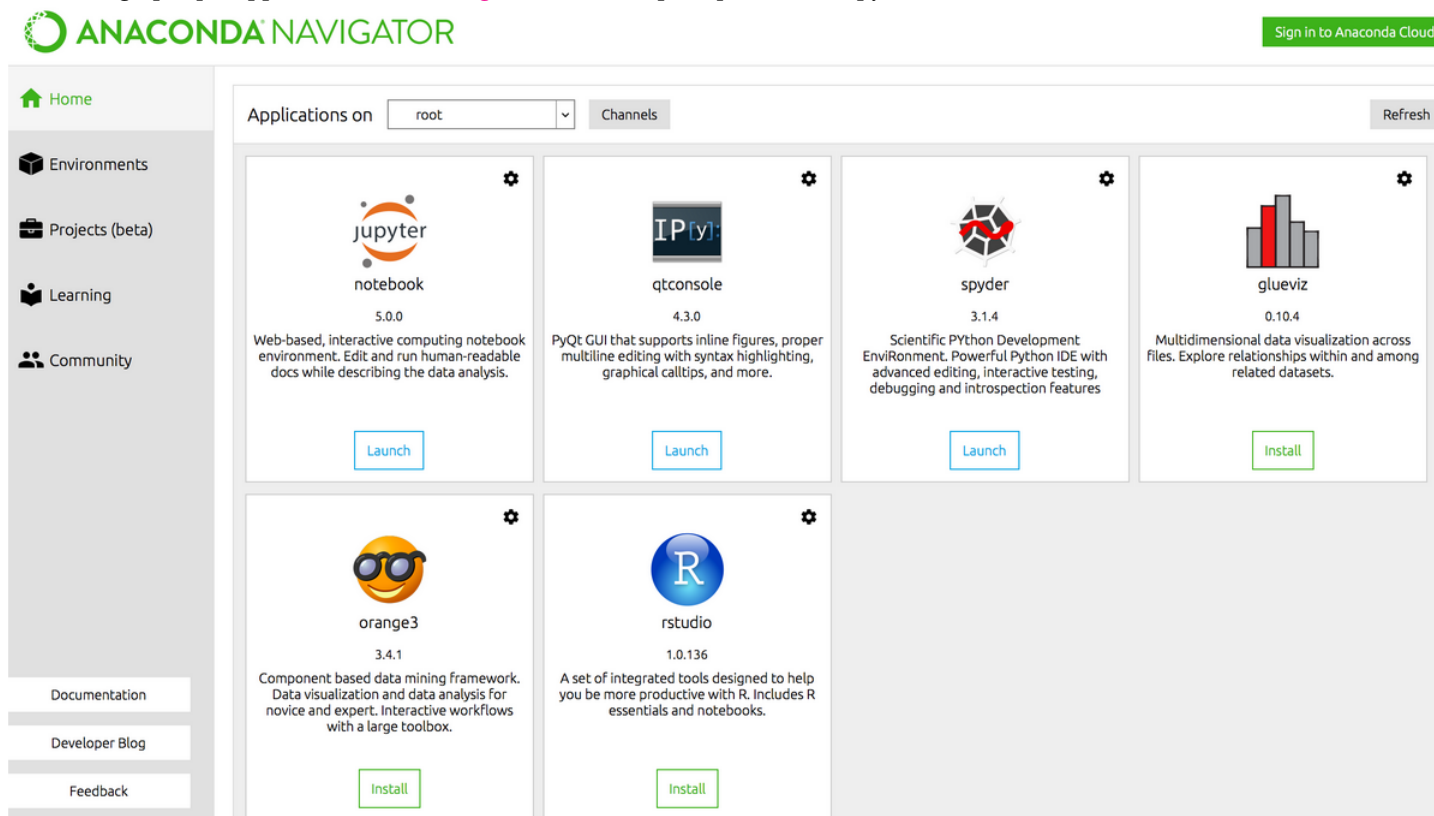 ANACONDA NAVIGATOR
Sign in to Anaconda Cloud
Home
Environments
Projects (beta)
Learning
Community
Documentation
Developer Blog
Feedback
Applications on
root
Channels
Refresh
jupyter
notebook
5.0.0
Web-based, interactive computing notebook
environment. Edit and run human-readable
docs while describing the data analysis.
Launch
IP[y]:
qtconsole
4.3.0
PyQt GUI that supports inline figures, proper
multiline editing with syntax highlighting,
graphical calltips, and more.
Launch
spyder
3.1.4
Scientific PYthon Development
EnviRonment. Powerful Python IDE with
advanced editing, interactive testing,
debugging and introspection features
Launch
glueviz
0.10.4
Multidimensional data visualization across
files. Explore relationships within and among
related datasets.
Install
orange3
3.4.1
Component based data mining framework.
Data visualization and data analysis for
novice and expert. Interactive workflows
with a large toolbox.
Install
R
rstudio
1.0.136
A set of integrated tools designed to help
you be more productive with R. Includes R
essentials and notebooks.
Install